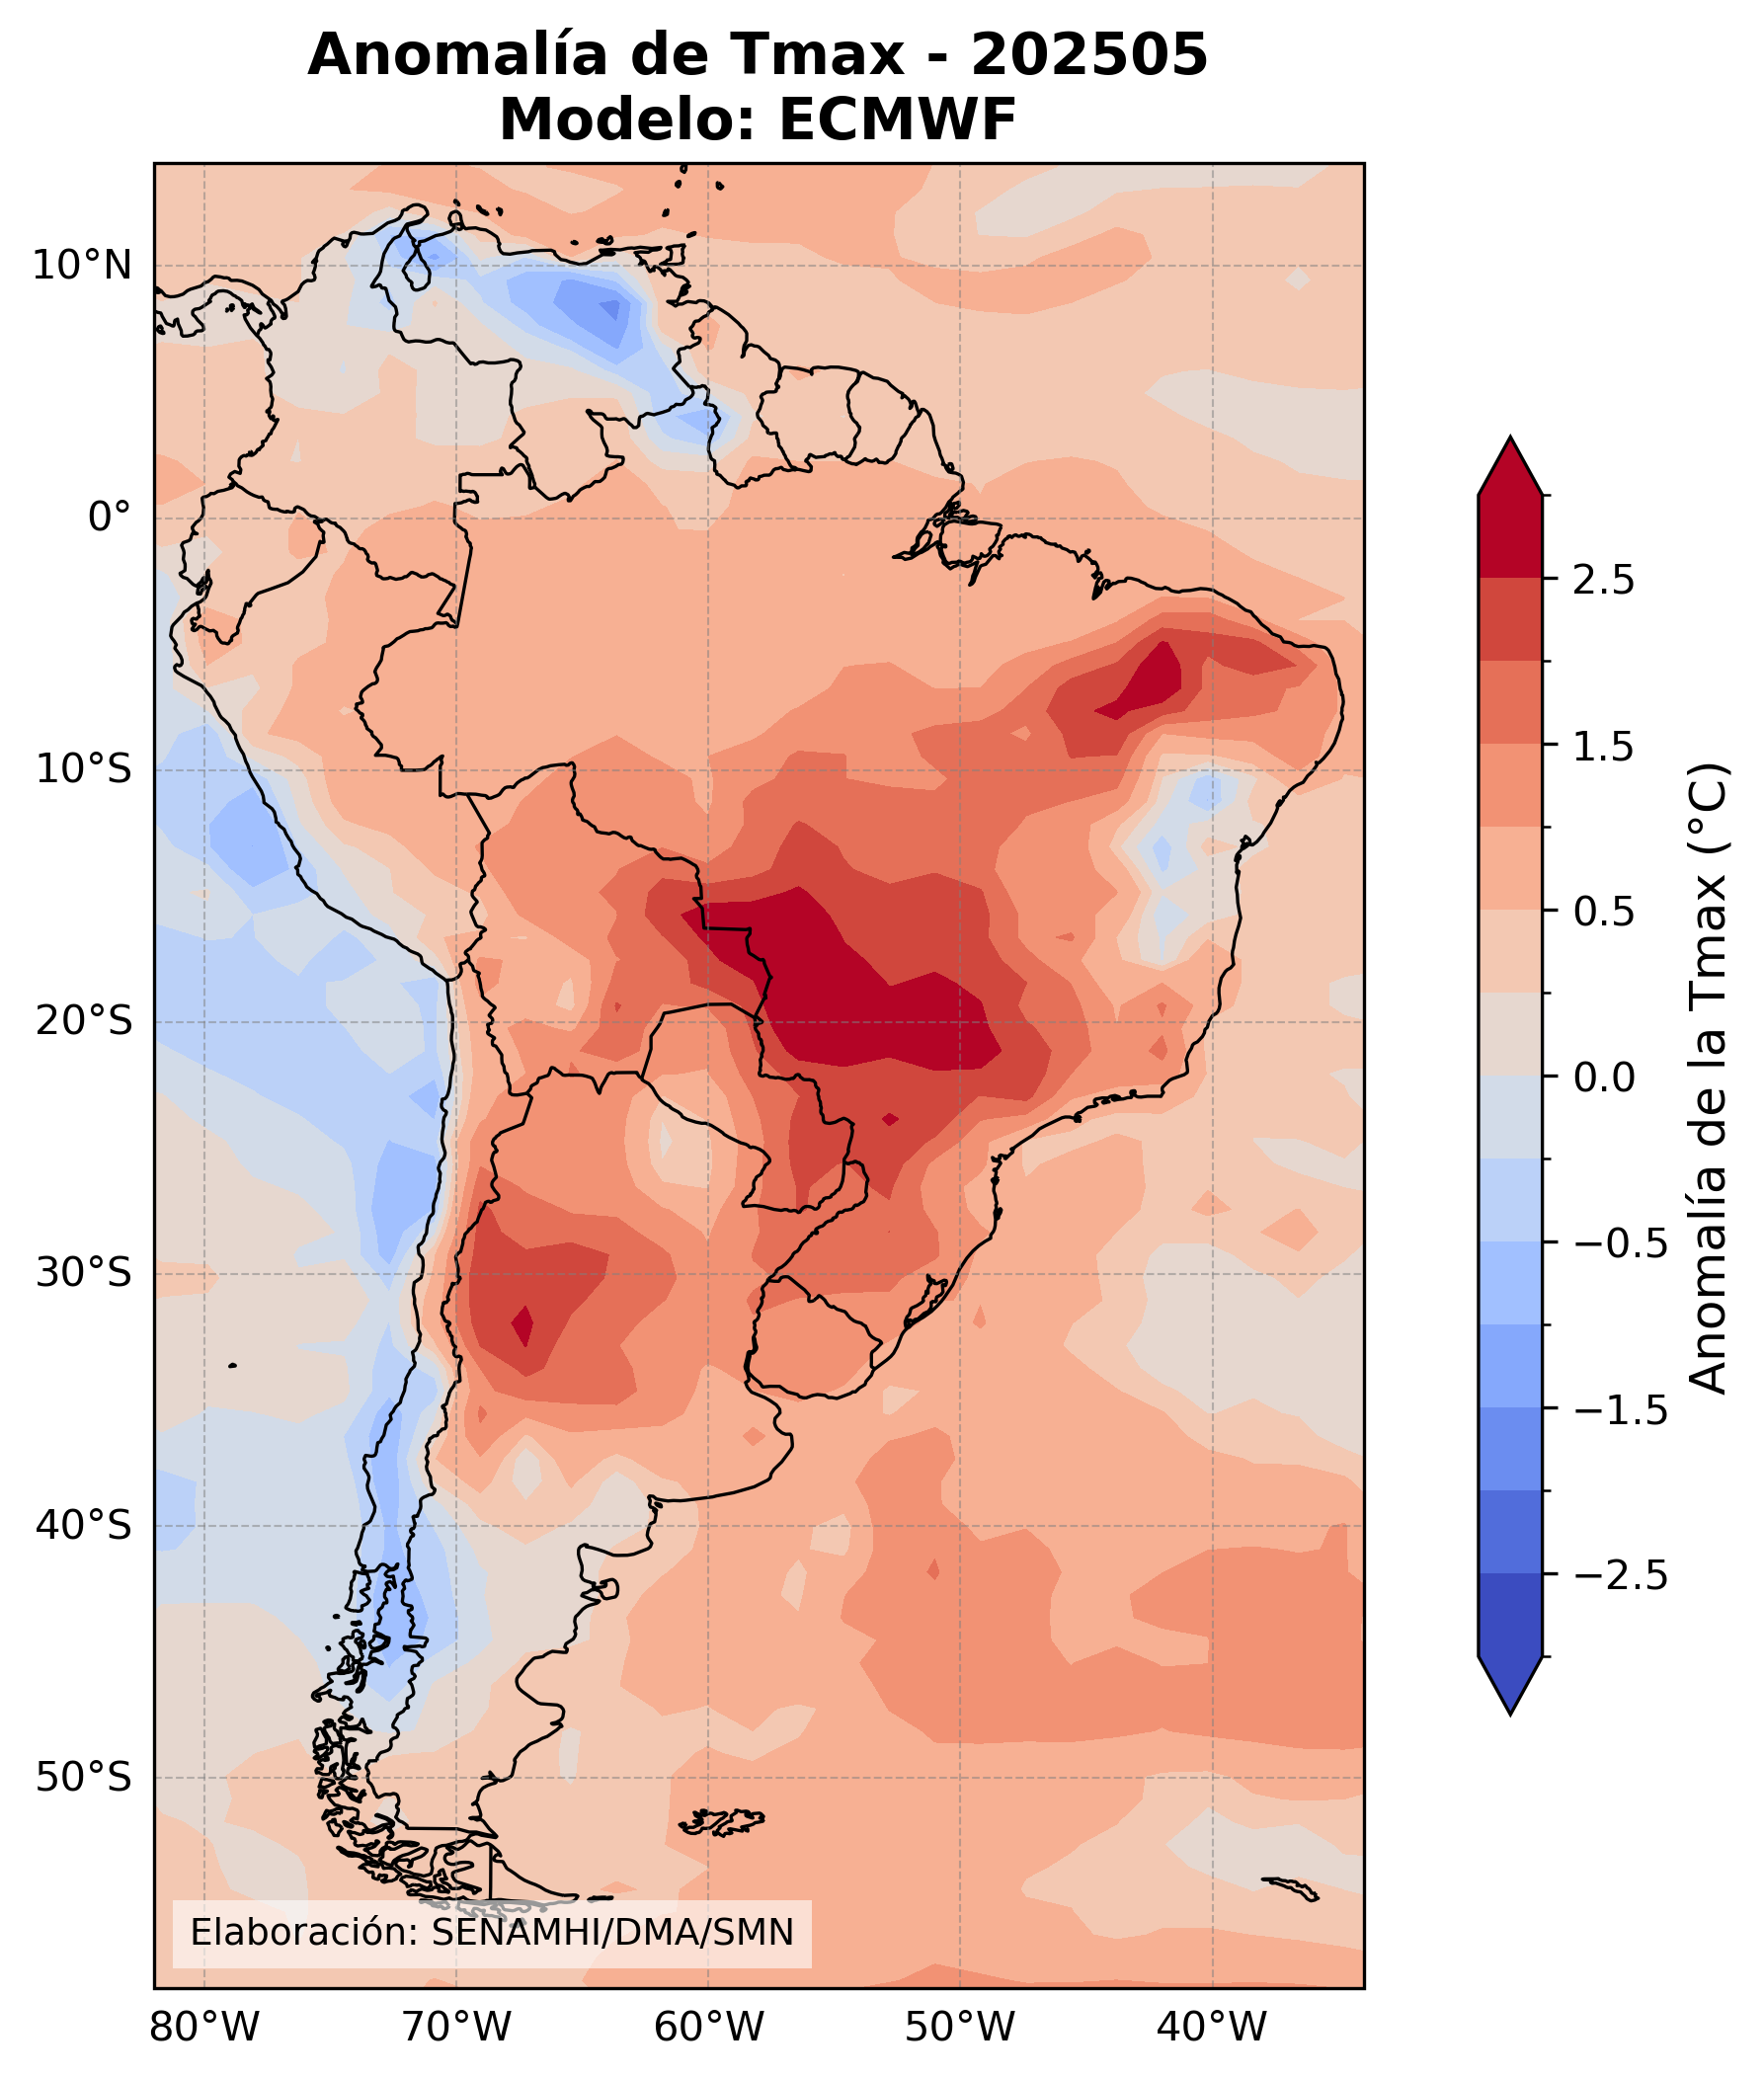 Anomalía de Tmax - 202505
Modelo: ECMWF
10°N
0°
10°S
20°S
30°S
40°S
50°S
80°W
70°W
60°W
50°W
40°W
Elaboración: SENAMHI/DMA/SMN
2.5
1.5
0.5
0.0
−0.5
−1.5
−2.5
Anomalía de la Tmax (°C)